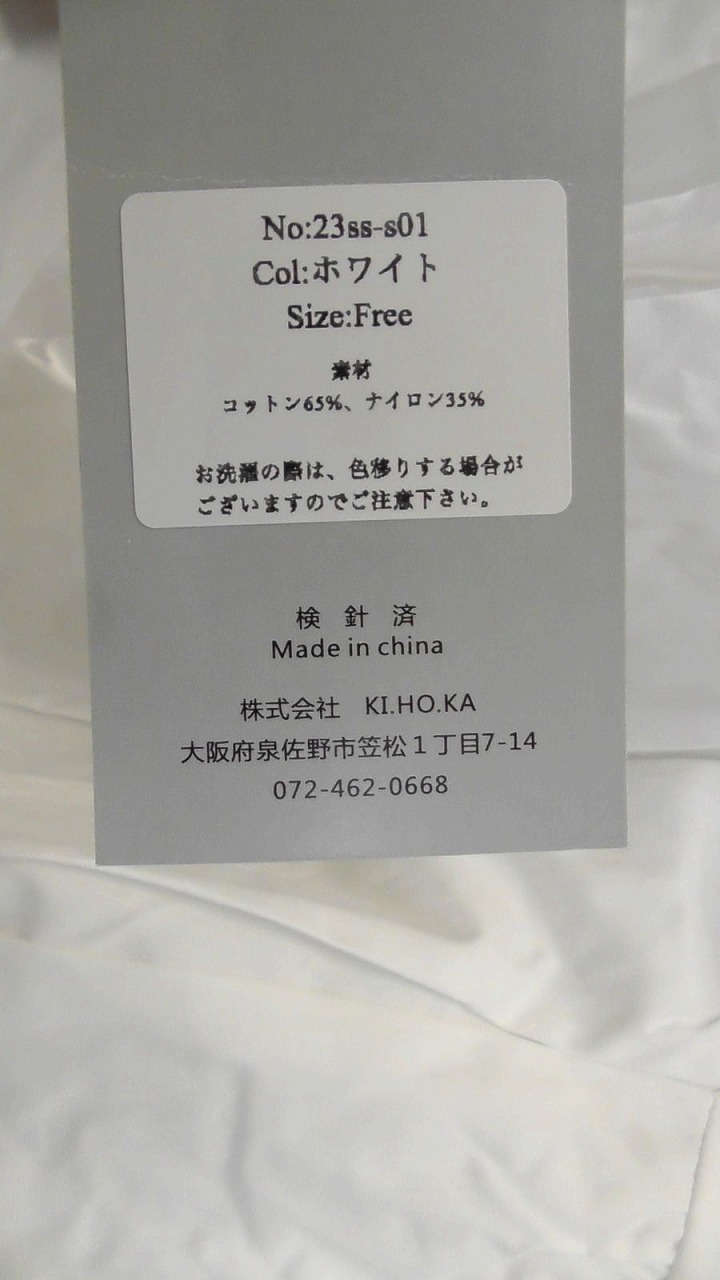 No:23ss-s01
Col:ホワイト
Size:Free
素材
コットン65%、ナイロン35%
お洗濯の際は、色移りする場合が
ございますのでご注意下さい。
検 針 済
Made in china
株式会社 KI.HO.KA
大阪府泉佐野市笠松1丁目7-14
072-462-0668